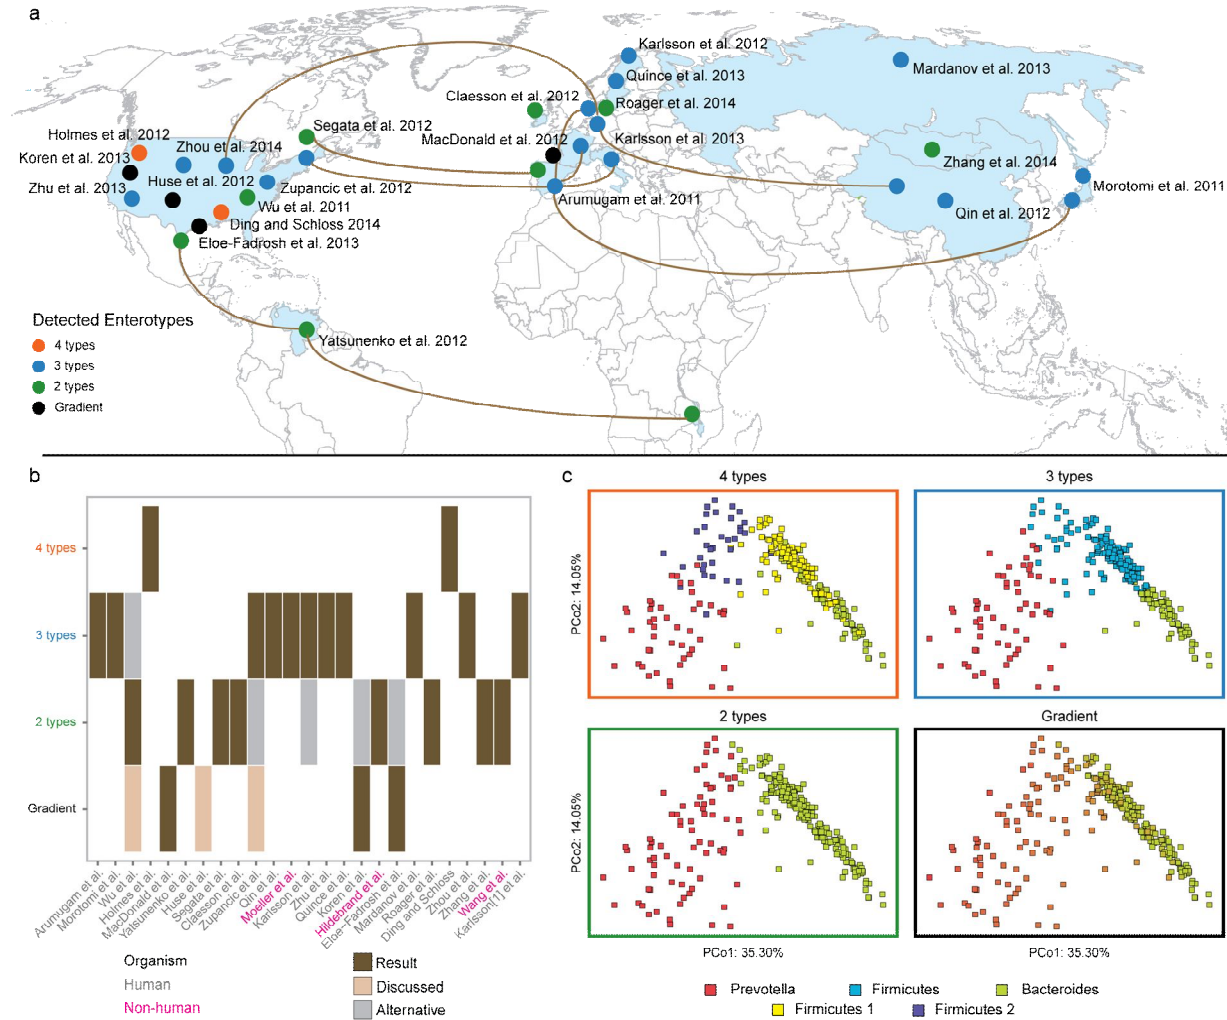 a
Karlsson et al. 2012
Mardanov et al. 2013
Quince et al. 2013
Claesson et al. 2012
Roager et al. 2014
Segata et al. 2012
Holmes et al. 2012
MacDonald et al. 2012
Karlsson et al. 2013
Zhou et al. 2014
Koren et al. 2013
Zhang et al. 2014
Zhu et al. 2013
Huse et al. 2012
Zupancic et al. 2012
Morotomi et al. 2011
Wu et al. 2011
Arumugam et al. 2011
Qin et al. 2012
Ding and Schloss 2014
Eloe-Fadrosh et al. 2013
Detected Enterotypes
4 types
3 types
2 types
Gradient
Yatsunenko et al. 2012
b
4 types
3 types
2 types
Gradient
Arumugam et al.
Morotomi et al.
Wu et al.
Holmes et al.
MacDonald et al.
Yatsunenko et al.
Huse et al.
Segata et al.
Claesson et al.
Zupancic et al.
Qin et al.
Moeller et al.
Karlsson et al.
Zhu et al.
Quince et al.
Koren et al.
Hildebrand et al.
Eloe-Fadrosh et al.
Mardanov et al.
Roager et al.
Ding and Schloss
Zhou et al.
Zhang et al.
Wang et al.
Karlsson[1] et al.
Organism
Human
Non-human
Result
Discussed
Alternative
c
4 types
3 types
PCo2: 14.05%
2 types
Gradient
PCo2: 14.05%
PCo1: 35.30%
PCo1: 35.30%
Prevotella
Firmicutes
Bacteroides
Firmicutes 1
Firmicutes 2